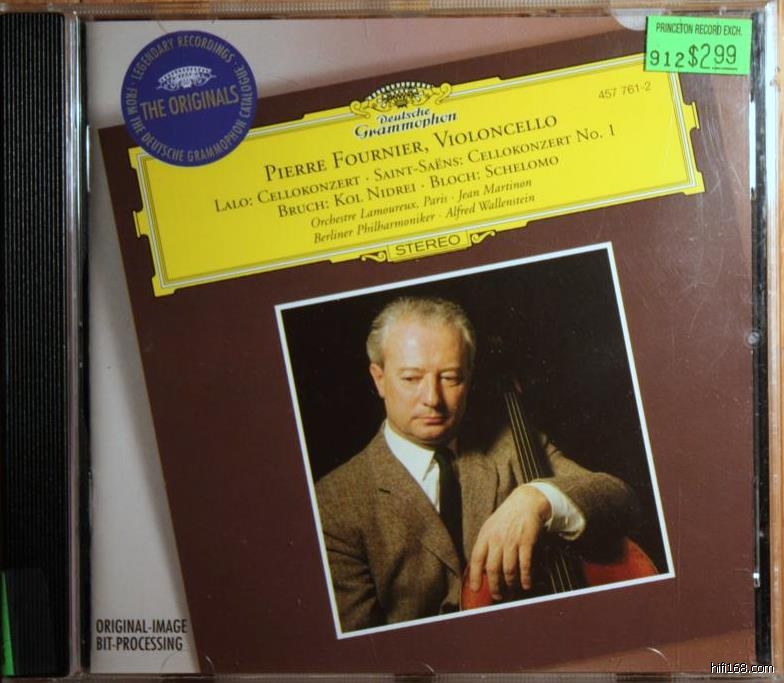 PRINCETON RECORD EXCH.
912 $2.99
LEGENDARY RECORDINGS
THE ORIGINALS
FROM THE DEUTSCHE GRAMMOPHON CATALOGUE
457 761-2
Deutsche
Grammophon
PIERRE FOURNIER, VIOLONCELLO
LALO: CELLOKONZERT · SAINT-SAËNS: CELLOKONZERT NO. 1
BRUCH: KOL NIDREI · BLOCH: SCHELOMO
Orchestre Lamoureux, Paris · Jean Martinon
Berliner Philharmoniker · Alfred Wallenstein
STEREO
ORIGINAL-IMAGE
BIT-PROCESSING
hifi168.com